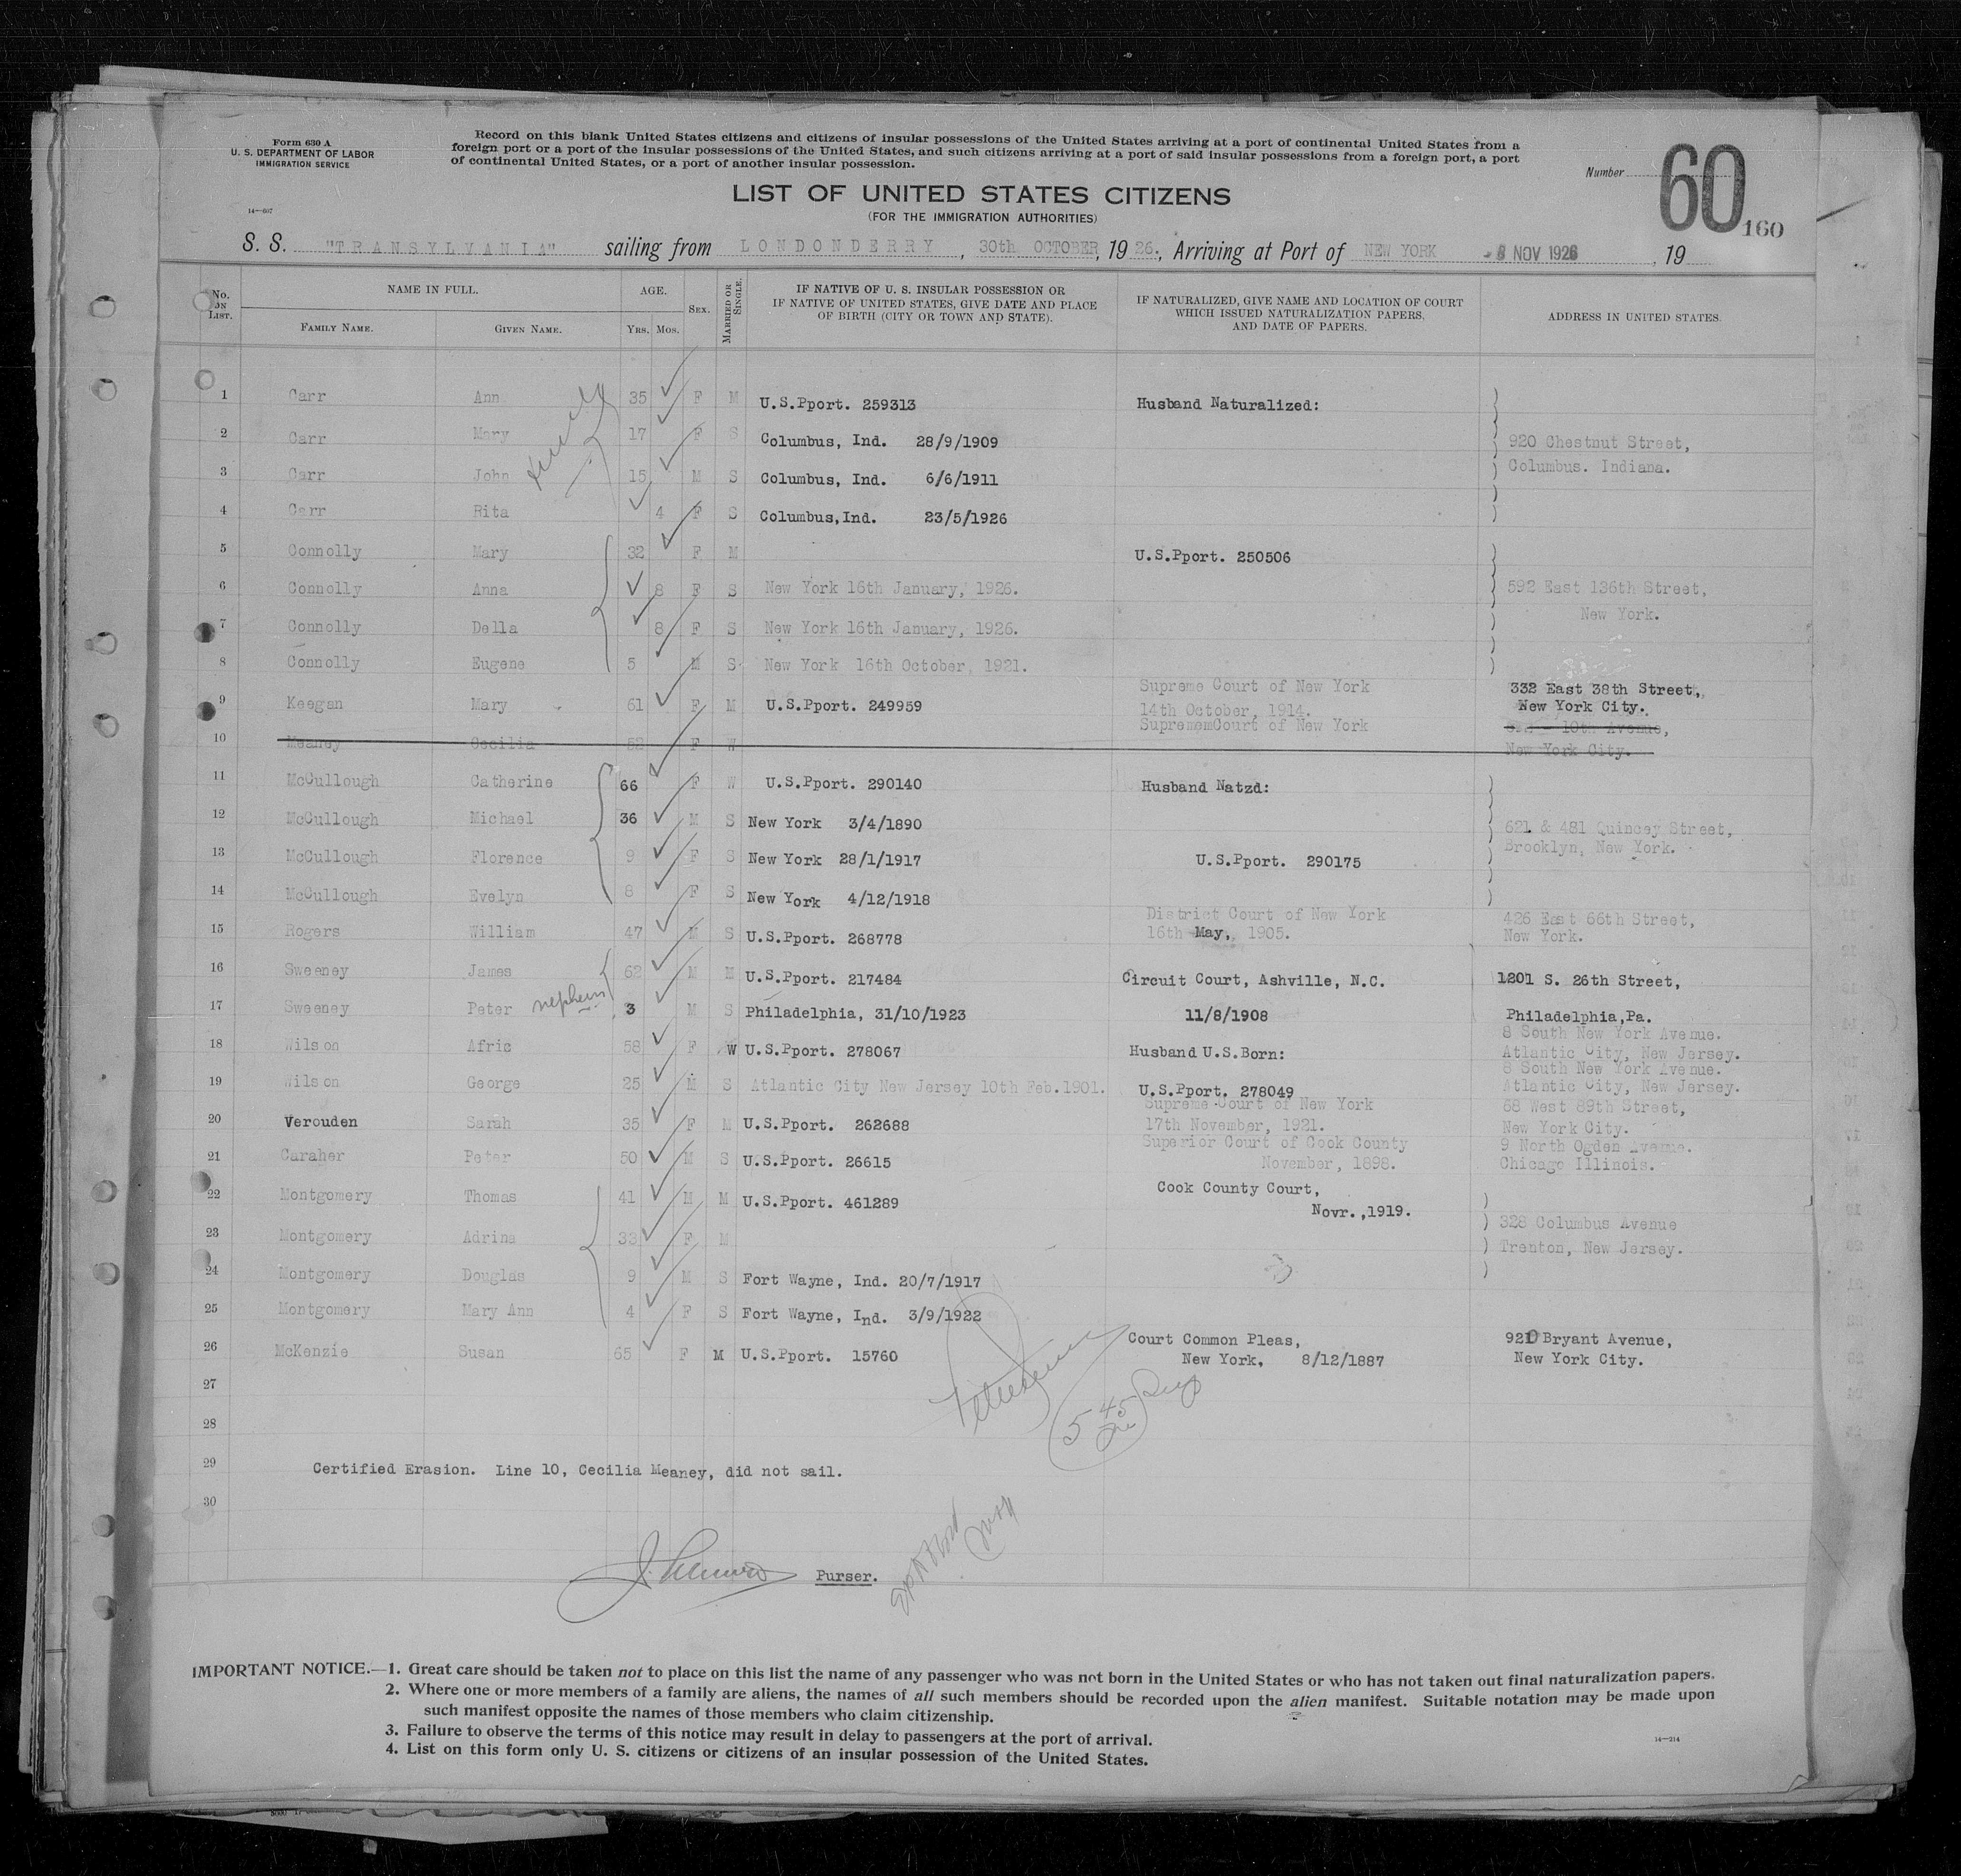 Form 630 A
U. S. DEPARTMENT OF LABOR
IMMIGRATION SERVICE
Record on this blank United States citizens and citizens of insular possessions of the United States arriving at a port of continental United States from a
foreign port or a port of the insular possessions of the United States, and such citizens arriving at a port of said insular possessions from a foreign port, a port
of continental United States, or a port of another insular possession.
Number 60
160
LIST OF UNITED STATES CITIZENS
(FOR THE IMMIGRATION AUTHORITIES)
14—607
S. S. "TRANSYLVANIA" sailing from LONDONDERRY, 30th OCTOBER, 1926., Arriving at Port of NEW YORK - 8 NOV 1926, 19
No. ON LIST. NAME IN FULL. FAMILY NAME. GIVEN NAME. AGE. YRS. MOS. SEX. MARRIED OR SINGLE. IF NATIVE OF U. S. INSULAR POSSESSION OR IF NATIVE OF UNITED STATES, GIVE DATE AND PLACE OF BIRTH (CITY OR TOWN AND STATE). IF NATURALIZED, GIVE NAME AND LOCATION OF COURT WHICH ISSUED NATURALIZATION PAPERS, AND DATE OF PAPERS. ADDRESS IN UNITED STATES.
1 Carr Ann 35 F M U.S.Pport. 259313 Husband Naturalized:
2 Carr Mary 17 F S Columbus, Ind. 28/9/1909 920 Chestnut Street,
3 Carr John 15 M S Columbus, Ind. 6/6/1911 Columbus. Indiana.
4 Carr Rita 4 F S Columbus,Ind. 23/5/1926
5 Connolly Mary 32 F M U.S.Pport. 250506
6 Connolly Anna 8 F S New York 16th January, 1926. 592 East 136th Street,
New York.
7 Connolly Della 8 F S New York 16th January, 1926.
8 Connolly Eugene 5 M S New York 16th October, 1921.
9 Keegan Mary 61 F M U.S.Pport. 249959 Supreme Court of New York 14th October, 1914. 332 East 38th Street, New York City.
10 Meaney Cecilia 52 F W SuprememCourt of New York 10th Avenue, New York City.
11 McCullough Catherine 66 F W U.S.Pport. 290140 Husband Natzd:
12 McCullough Michael 36 M S New York 3/4/1890 621 & 481 Quincey Street,
13 McCullough Florence 9 F S New York 28/1/1917 U.S.Pport. 290175 Brooklyn, New York.
14 McCullough Evelyn 8 F S New York 4/12/1918
15 Rogers William 47 M S U.S.Pport. 268778 District Court of New York 16th May, 1905. 426 East 66th Street, New York.
16 Sweeney James 62 M M U.S.Pport. 217484 Circuit Court, Ashville, N.C. 1201 S. 26th Street,
17 Sweeney Peter nephew 3 M S Philadelphia, 31/10/1923 11/8/1908 Philadelphia,Pa.
18 Wilson Afric 58 F W U.S.Pport. 278067 Husband U.S.Born: 8 South New York Avenue. Atlantic City, New Jersey.
19 Wilson George 25 M S Atlantic City New Jersey 10th Feb.1901. U.S.Pport. 278049 8 South New York Avenue. Atlantic City, New Jersey.
20 Verouden Sarah 35 F M U.S.Pport. 262688 Supreme Court of New York 17th November, 1921. 68 West 89th Street, New York City.
21 Caraher Peter 50 M S U.S.Pport. 26615 Superior Court of Cook County November, 1898. 9 North Ogden Avenue. Chicago Illinois.
22 Montgomery Thomas 41 M M U.S.Pport. 461289 Cook County Court, Novr.,1919.
23 Montgomery Adrina 33 F M 328 Columbus Avenue
Trenton, New Jersey.
24 Montgomery Douglas 9 M S Fort Wayne, Ind. 20/7/1917
25 Montgomery Mary Ann 4 F S Fort Wayne, Ind. 3/9/1922
26 McKenzie Susan 65 F M U.S.Pport. 15760 Court Common Pleas, New York, 8/12/1887 921 Bryant Avenue, New York City.
27
28
29 Certified Erasion. Line 10, Cecilia Meaney, did not sail.
30
Purser.
IMPORTANT NOTICE.—1. Great care should be taken not to place on this list the name of any passenger who was not born in the United States or who has not taken out final naturalization papers.
2. Where one or more members of a family are aliens, the names of all such members should be recorded upon the alien manifest. Suitable notation may be made upon
such manifest opposite the names of those members who claim citizenship.
3. Failure to observe the terms of this notice may result in delay to passengers at the port of arrival.
4. List on this form only U. S. citizens or citizens of an insular possession of the United States.
14—214